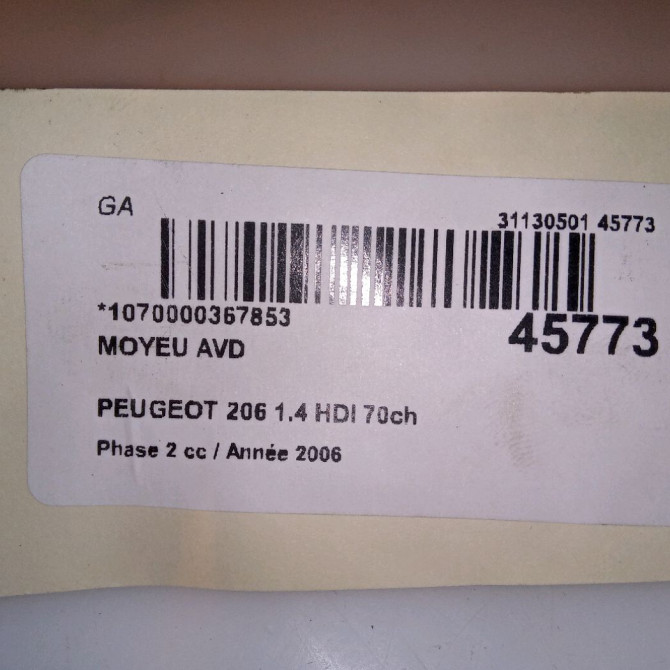 GA
31130501 45773
*1070000367853
45773
MOYEU AVD
PEUGEOT 206 1.4 HDI 70ch
Phase 2 cc / Année 2006